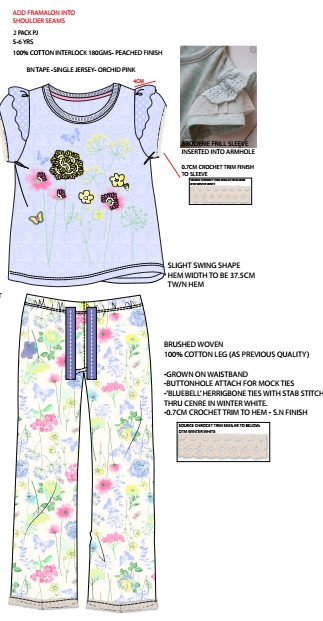 ADD FRAMALON INTO
SHOULDER SEAMS
2 PACK PJ
5-6 YRS
100% COTTON INTERLOCK 180GMS- PEACHED FINISH
BN TAPE -SINGLE JERSEY- ORCHID PINK
4CM
BRODERIE FRILL SLEEVE
INSERTED INTO ARMHOLE
0.7CM CROCHET TRIM FINISH
TO SLEEVE
SLIGHT SWING SHAPE
HEM WIDTH TO BE 37.5CM
TW/N HEM
BRUSHED WOVEN
100% COTTON LEG (AS PREVIOUS QUALITY)
-GROWN ON WAISTBAND
-BUTTONHOLE ATTACH FOR MOCK TIES
-'BLUEBELL' HERRIGBONE TIES WITH STAB STITCH
THRU CENRE IN WINTER WHITE.
-0.7CM CROCHET TRIM TO HEM - S.N FINISH
SOURCE CHROCET TRIM SIMILAR TO BELOW:
DTM WINTER WHITE